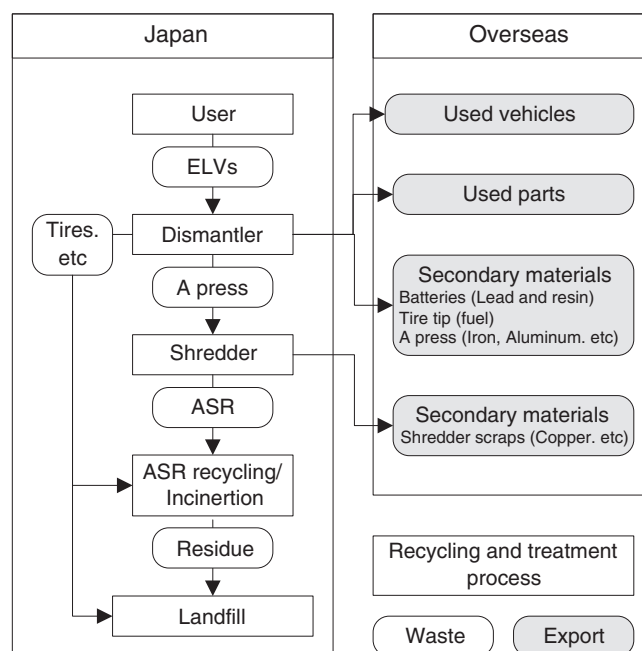 Japan
User
ELVs
Tires.
etc
Dismantler
A press
Shredder
ASR
ASR recycling/
Incinertion
Residue
Landfill
Overseas
Used vehicles
Used parts
Secondary materials
Batteries (Lead and resin)
Tire tip (fuel)
A press (Iron, Aluminum. etc)
Secondary materials
Shredder scraps (Copper. etc)
Recycling and treatment
process
Waste
Export